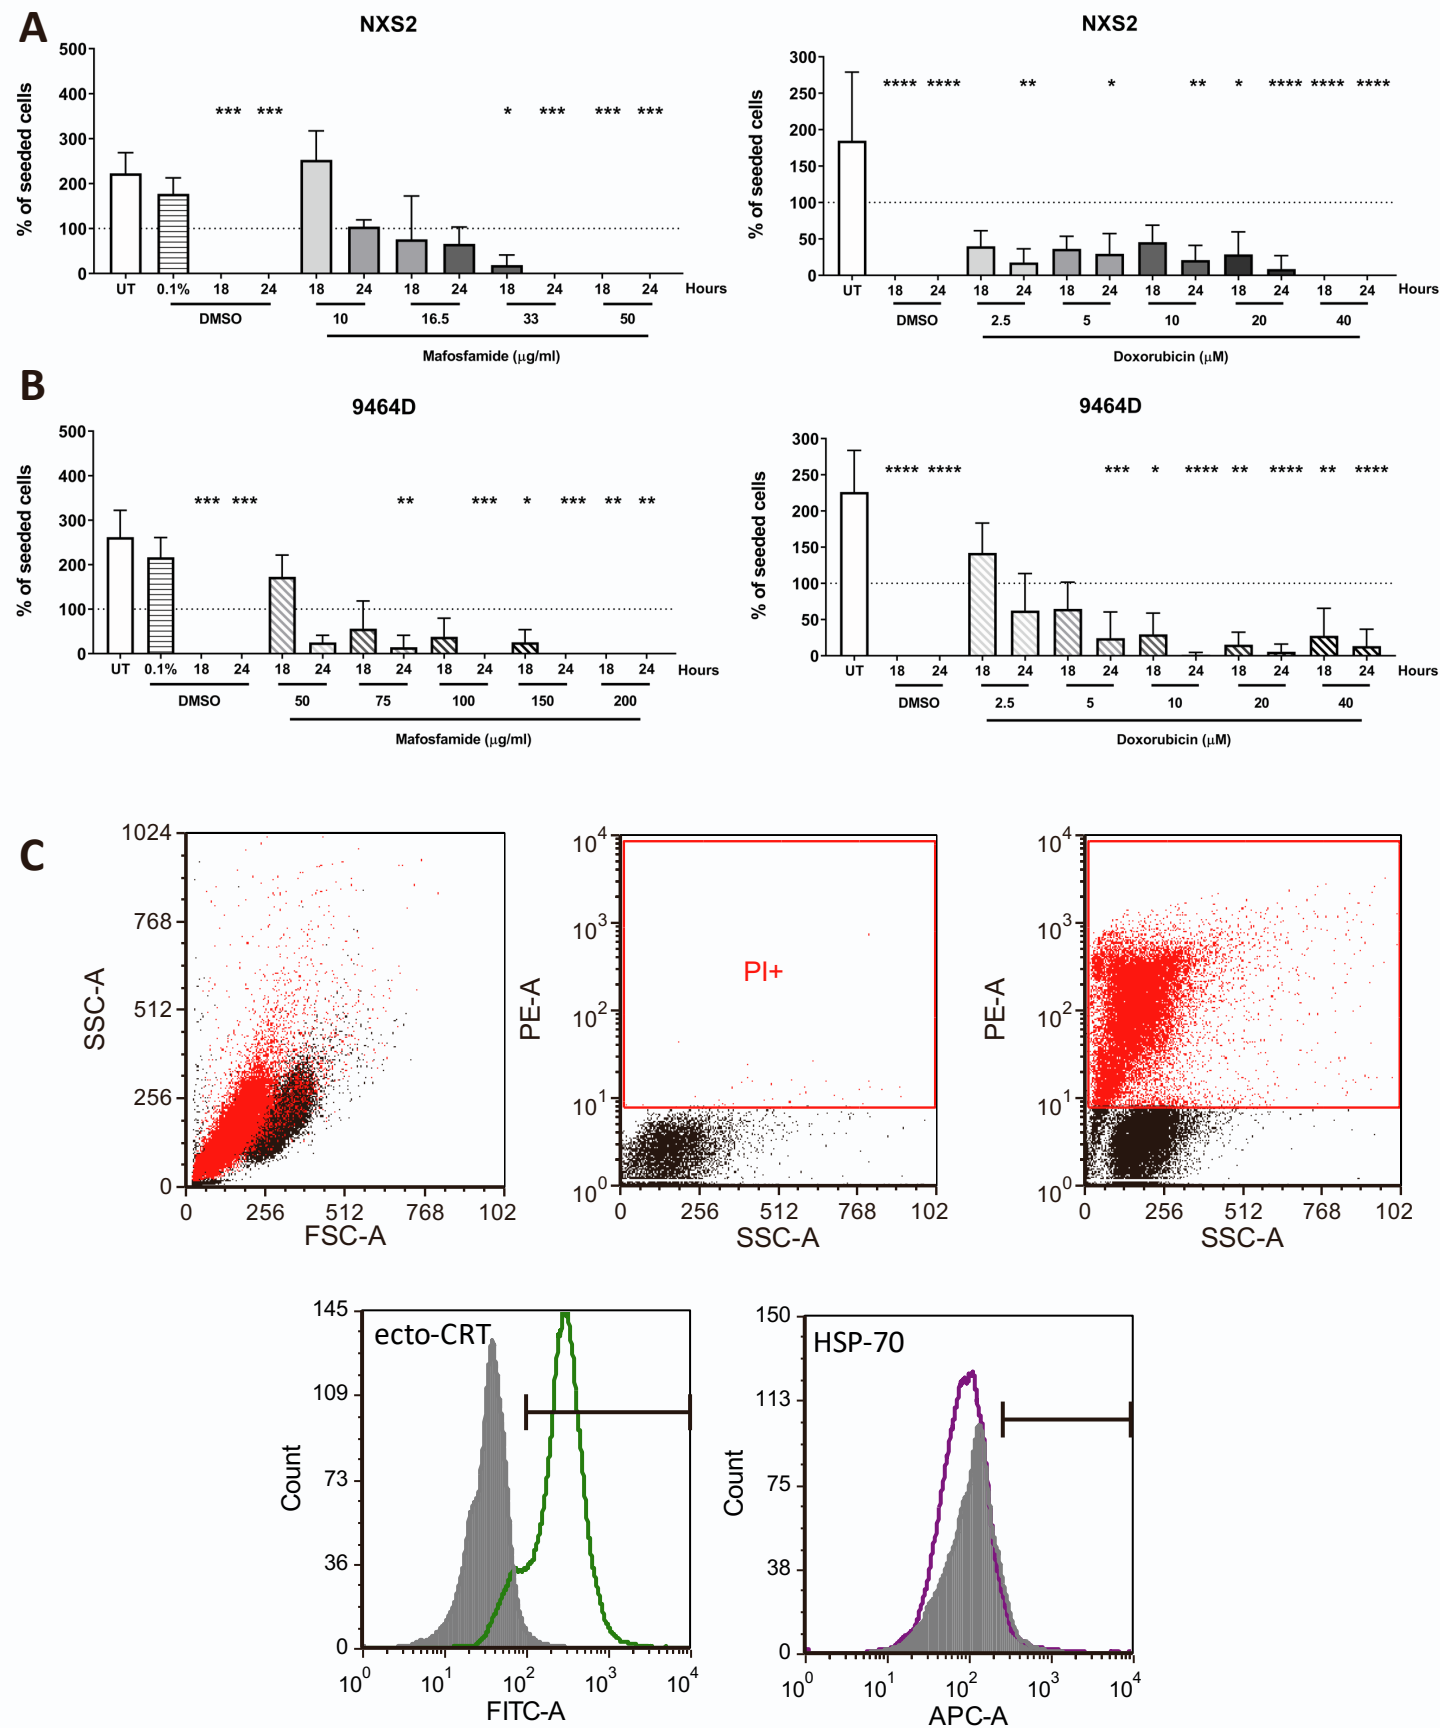 A
NXS2
% of seeded cells
500
400
300
200
100
0
*** *** * *** *** ***
UT 0.1% 18 24 18 24 18 24 18 24 18 24 Hours
DMSO 10 16.5 33 50
Mafosfamide (μg/ml)
NXS2
% of seeded cells
300
250
200
150
100
50
0
**** **** ** * ** * **** **** ****
UT 18 24 18 24 18 24 18 24 18 24 18 24 Hours
DMSO 2.5 5 10 20 40
Doxorubicin (μM)
B
9464D
% of seeded cells
500
400
300
200
100
0
*** *** ** *** * *** ** **
UT 0.1% 18 24 18 24 18 24 18 24 18 24 18 24 Hours
DMSO 50 75 100 150 200
Mafosfamide (μg/ml)
9464D
% of seeded cells
300
250
200
150
100
50
0
**** **** *** * **** ** **** ** ****
UT 18 24 18 24 18 24 18 24 18 24 18 24 Hours
DMSO 2.5 5 10 20 40
Doxorubicin (μM)
C
SSC-A
1024
768
512
256
0
0 256 512 768 102
FSC-A
PE-A
10⁴
10³
10²
10¹
10⁰
PI+
0 256 512 768 102
SSC-A
PE-A
10⁴
10³
10²
10¹
10⁰
0 256 512 768 102
SSC-A
ecto-CRT
Count
145
109
73
36
0
10⁰ 10¹ 10² 10³ 10⁴
FITC-A
HSP-70
Count
150
113
75
38
0
10⁰ 10¹ 10² 10³ 10⁴
APC-A